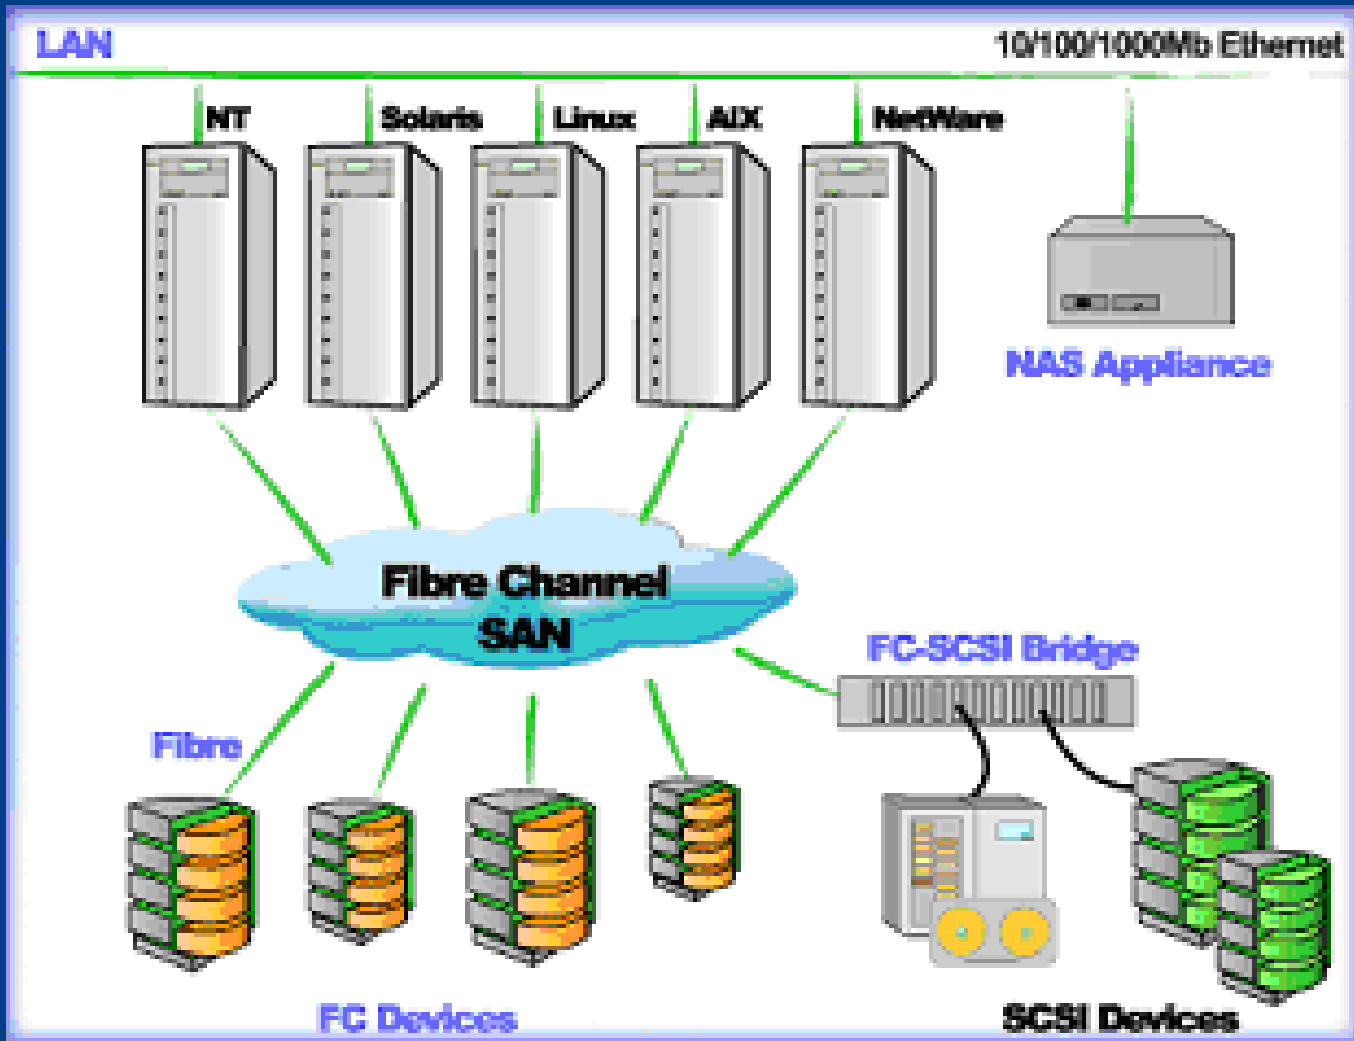 LAN
10/100/1000Mb Ethernet
NT
Solaris
Linux
AIX
NetWare
NAS Appliance
Fibre Channel
SAN
FC-SCSI Bridge
Fibre
FC Devices
SCSI Devices